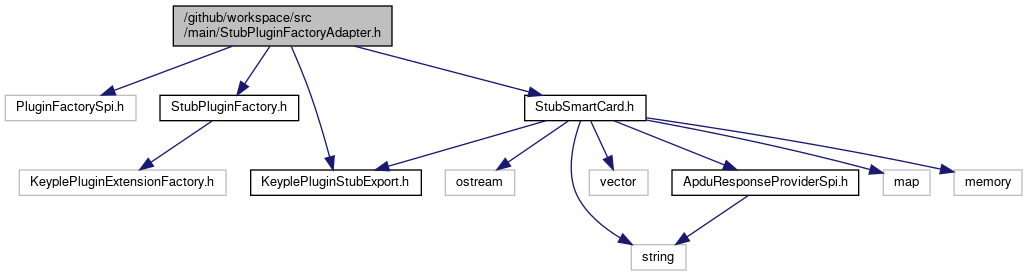 /github/workspace/src
/main/StubPluginFactoryAdapter.h
PluginFactorySpi.h
StubPluginFactory.h
StubSmartCard.h
KeyplePluginExtensionFactory.h
KeyplePluginStubExport.h
ostream
vector
ApduResponseProviderSpi.h
map
memory
string